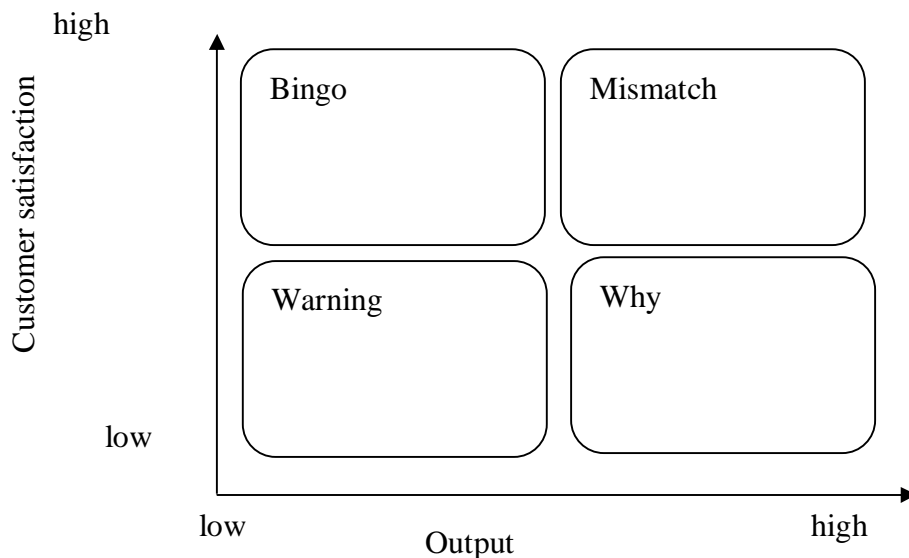 high
Bingo
Mismatch
Customer satisfaction
Warning
Why
low
low
high
Output